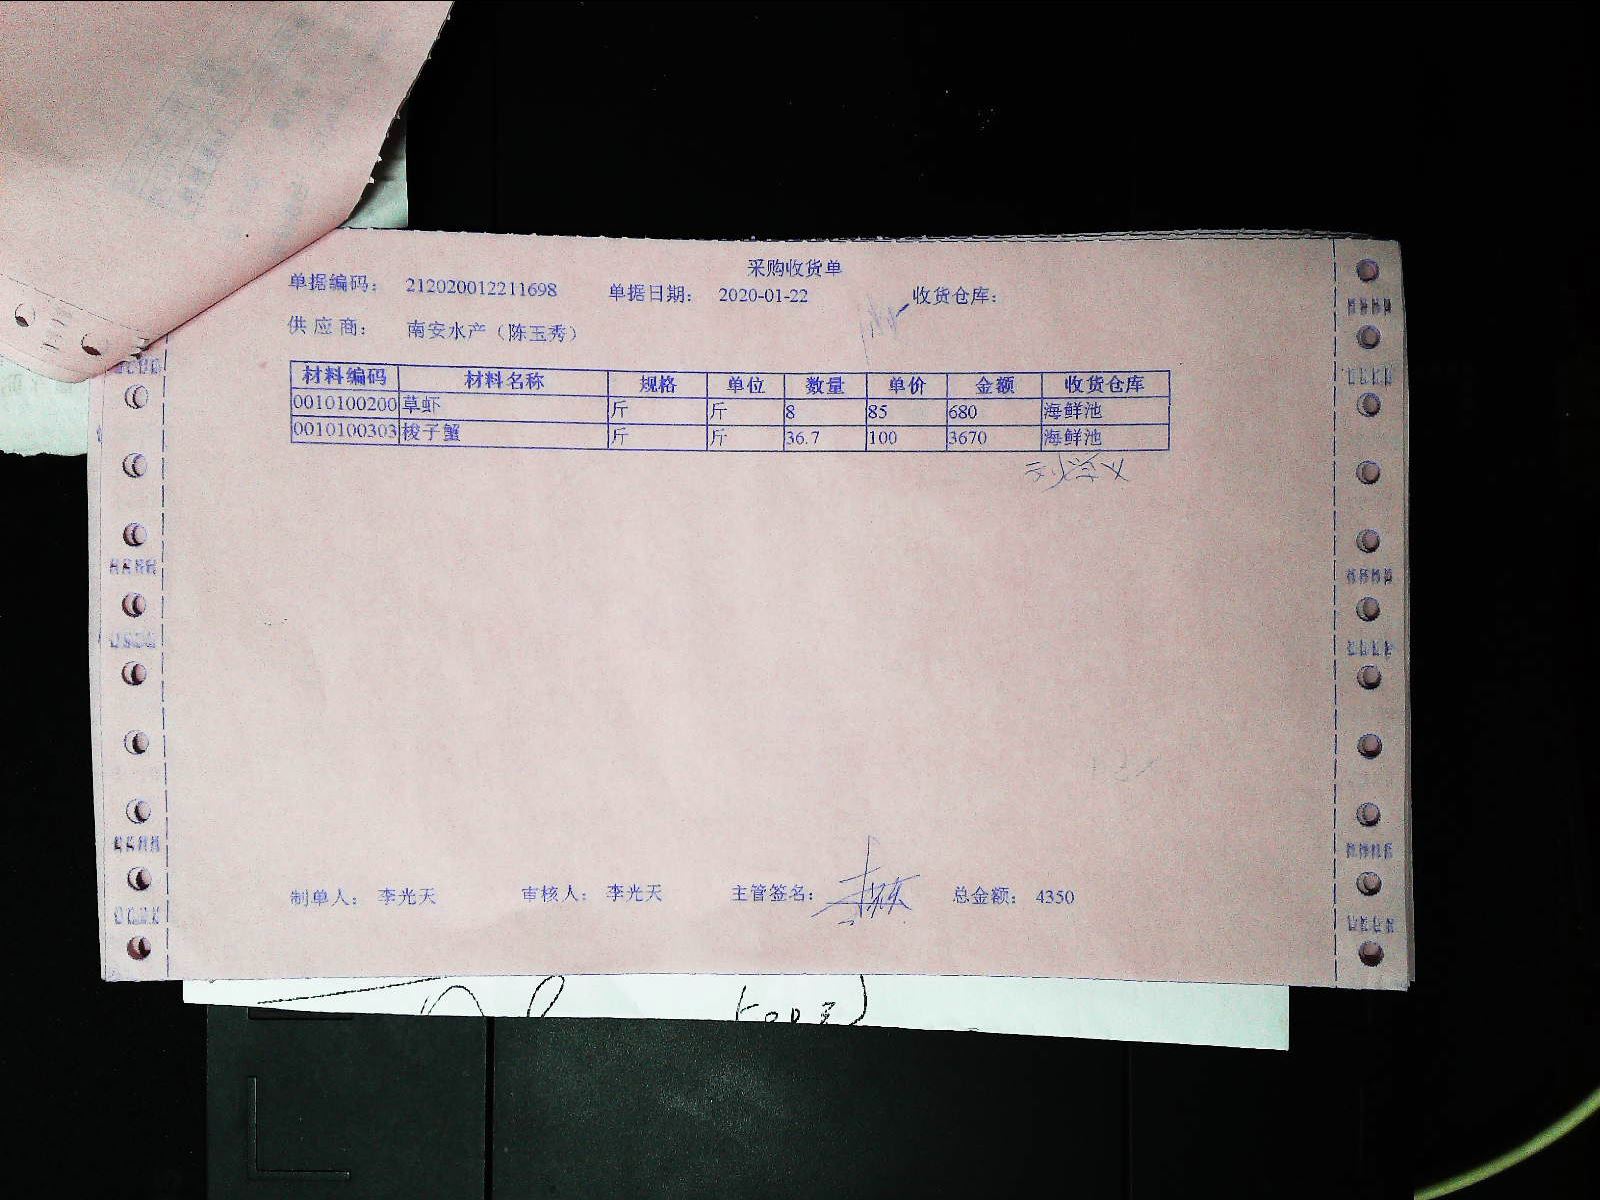 采购收货单
单据编码: 212020012211698 单据日期: 2020-01-22 收货仓库:
供应商: 南安水产（陈玉秀）
材料编码 材料名称 规格 单位 数量 单价 金额 收货仓库
0010100200 草虾 斤 斤 8 85 680 海鲜池
0010100303 梭子蟹 斤 斤 36.7 100 3670 海鲜池
制单人: 李光天 审核人: 李光天 主管签名: 总金额: 4350